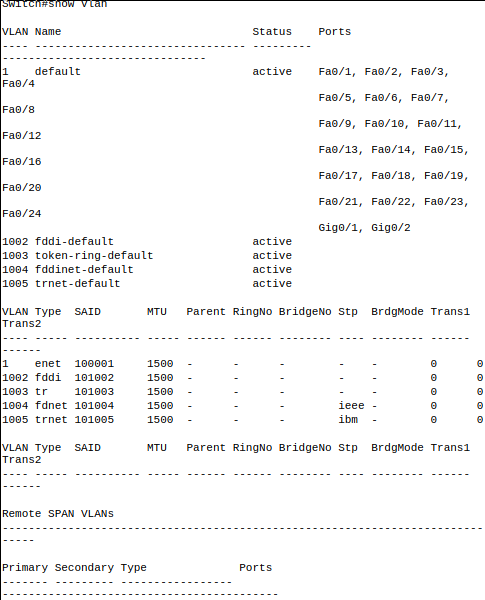 Switch#show vlan
VLAN Name                             Status    Ports
---- -------------------------------- ---------
-------------------------------
1    default                          active    Fa0/1, Fa0/2, Fa0/3,
Fa0/4
                                                Fa0/5, Fa0/6, Fa0/7,
Fa0/8
                                                Fa0/9, Fa0/10, Fa0/11,
Fa0/12
                                                Fa0/13, Fa0/14, Fa0/15,
Fa0/16
                                                Fa0/17, Fa0/18, Fa0/19,
Fa0/20
                                                Fa0/21, Fa0/22, Fa0/23,
Fa0/24
                                                Gig0/1, Gig0/2
1002 fddi-default                     active
1003 token-ring-default               active
1004 fddinet-default                  active
1005 trnet-default                    active
VLAN Type  SAID       MTU   Parent RingNo BridgeNo Stp  BrdgMode Trans1
Trans2
---- ----- ---------- ----- ------ ------ -------- ---- -------- ------
------
1    enet  100001     1500  -      -      -        -    -        0      0
1002 fddi  101002     1500  -      -      -        -    -        0      0
1003 tr    101003     1500  -      -      -        -    -        0      0
1004 fdnet 101004     1500  -      -      -        ieee -        0      0
1005 trnet 101005     1500  -      -      -        ibm  -        0      0
VLAN Type  SAID       MTU   Parent RingNo BridgeNo Stp  BrdgMode Trans1
Trans2
---- ----- ---------- ----- ------ ------ -------- ---- -------- ------
------
Remote SPAN VLANs
-------------------------------------------------------------------------
-----
Primary Secondary Type              Ports
------- --------- -----------------
------------------------------------------